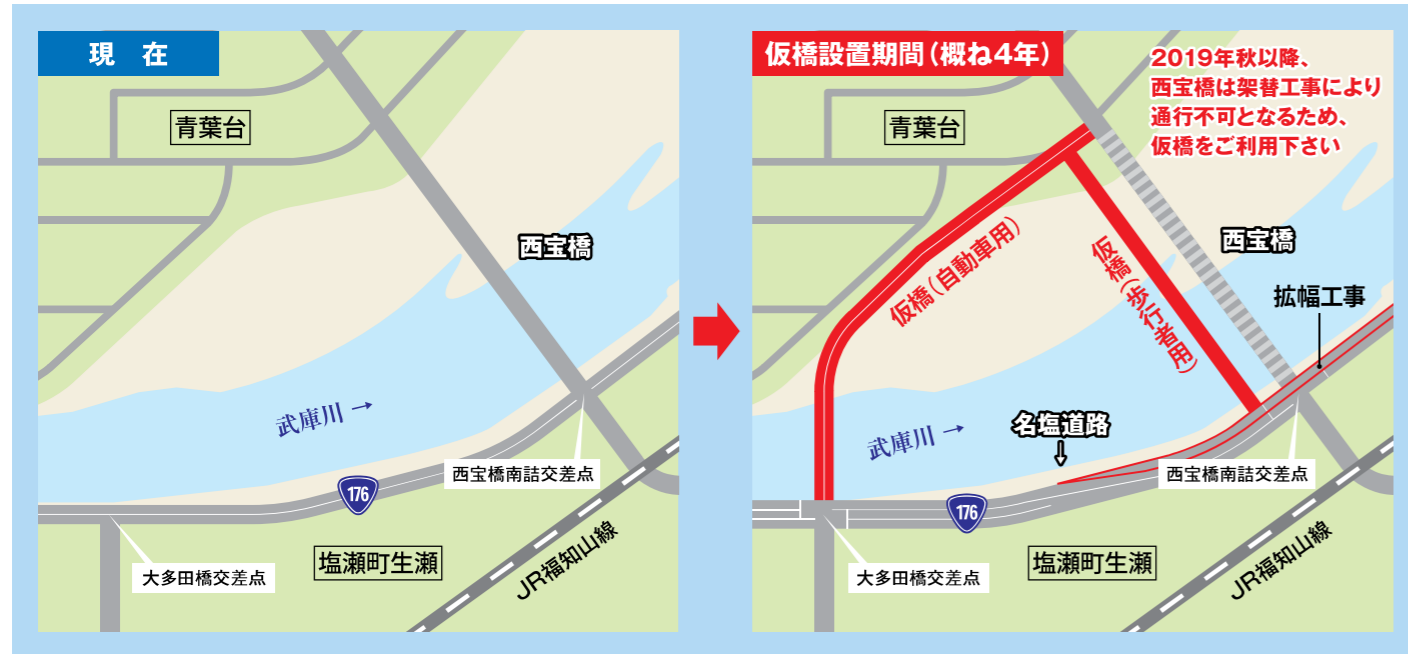 現 在
青葉台
西宝橋
武庫川 →
西宝橋南詰交差点
176
大多田橋交差点
塩瀬町生瀬
JR福知山線
仮橋設置期間(概ね4年)
2019年秋以降、
西宝橋は架替工事により
通行不可となるため、
仮橋をご利用下さい
青葉台
西宝橋
仮橋(自動車用)
仮橋(歩行者用)
拡幅工事
武庫川 →
名塩道路
西宝橋南詰交差点
176
大多田橋交差点
塩瀬町生瀬
JR福知山線